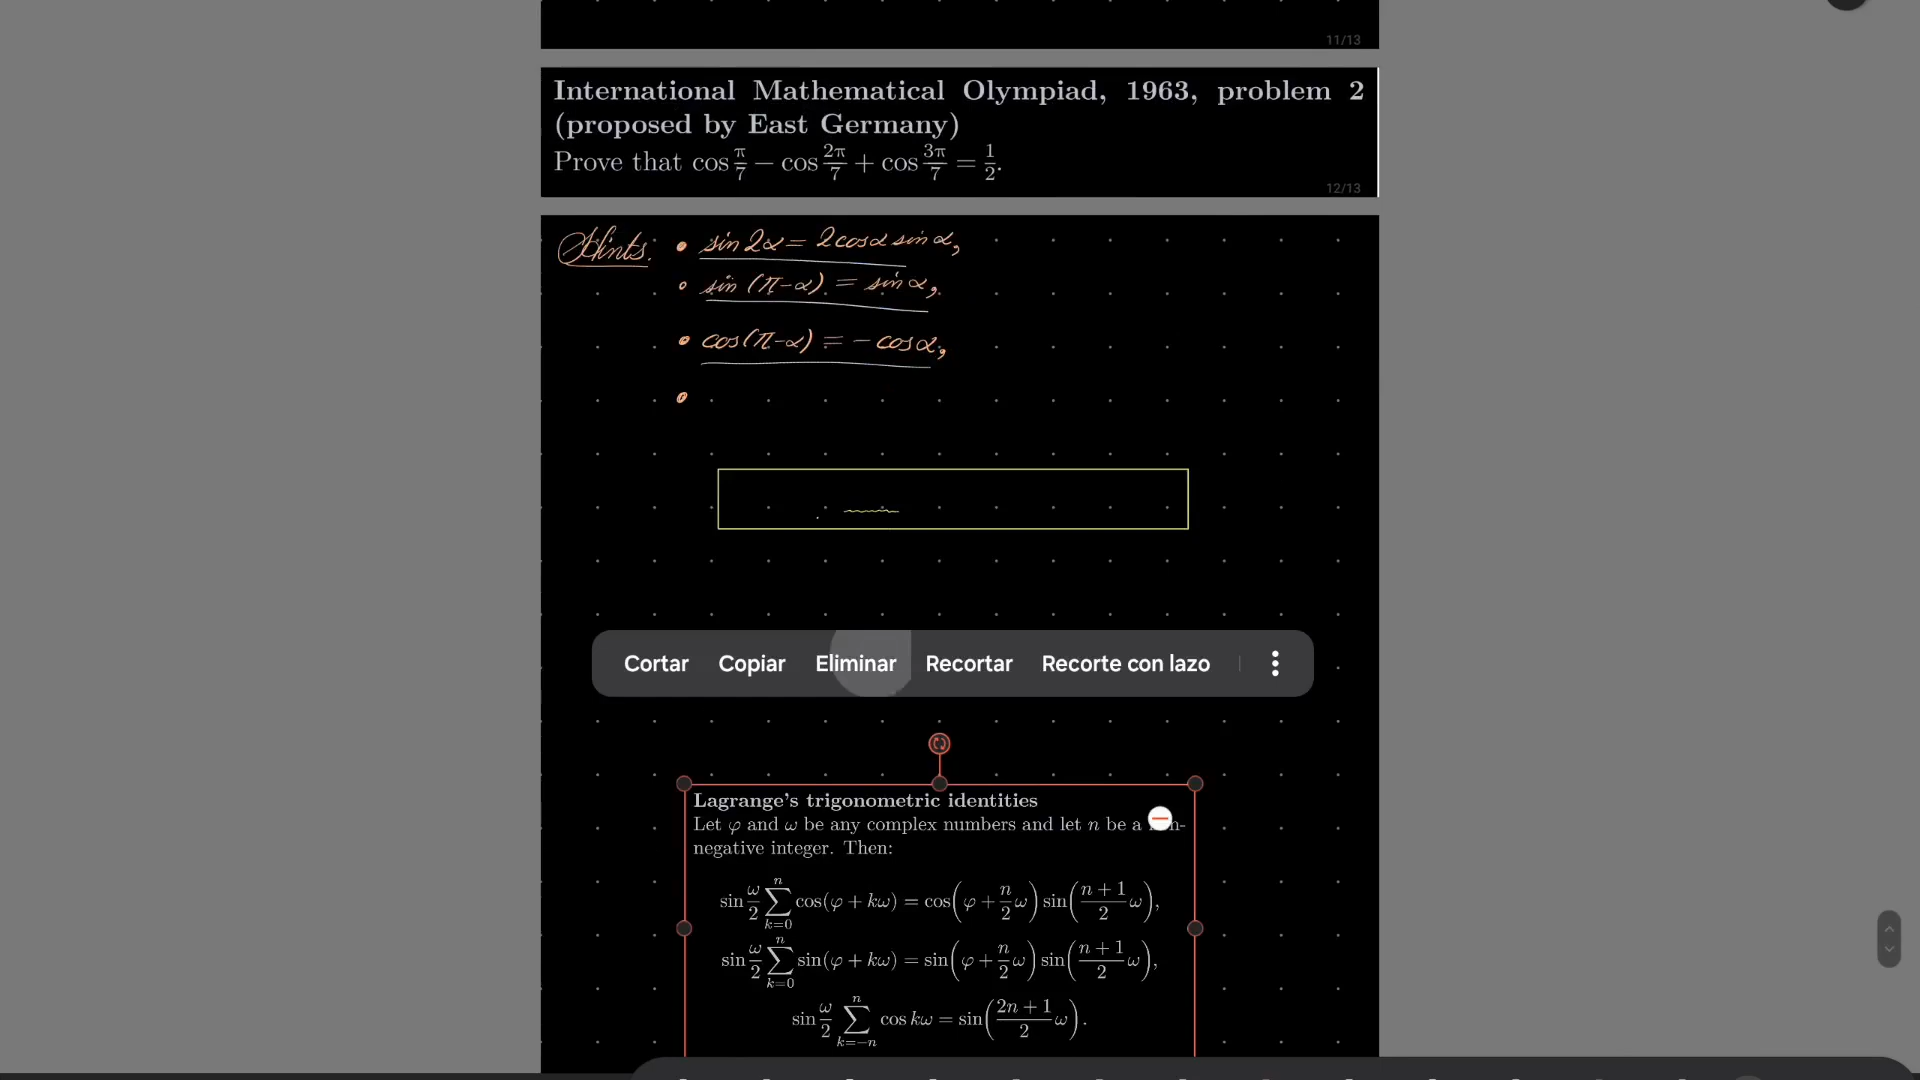 11/13
International Mathematical Olympiad, 1963, problem 2
(proposed by East Germany)
Prove that cos π/7 − cos 2π/7 + cos 3π/7 = 1/2.
12/13
Hints. • sin 2α = 2cosα sin α,
• sin (π-α) = sin α,
• cos(π-α) = - cosα,
•
Cortar Copiar Eliminar Recortar Recorte con lazo
Lagrange's trigonometric identities
Let φ and ω be any complex numbers and let n be a
negative integer. Then:
sin ω/2 ∑_{k=0}^{n} cos(φ + kω) = cos(φ + n/2 ω) sin((n + 1)/2 ω),
sin ω/2 ∑_{k=0}^{n} sin(φ + kω) = sin(φ + n/2 ω) sin((n + 1)/2 ω),
sin ω/2 ∑_{k=−n}^{n} cos kω = sin((2n + 1)/2 ω).